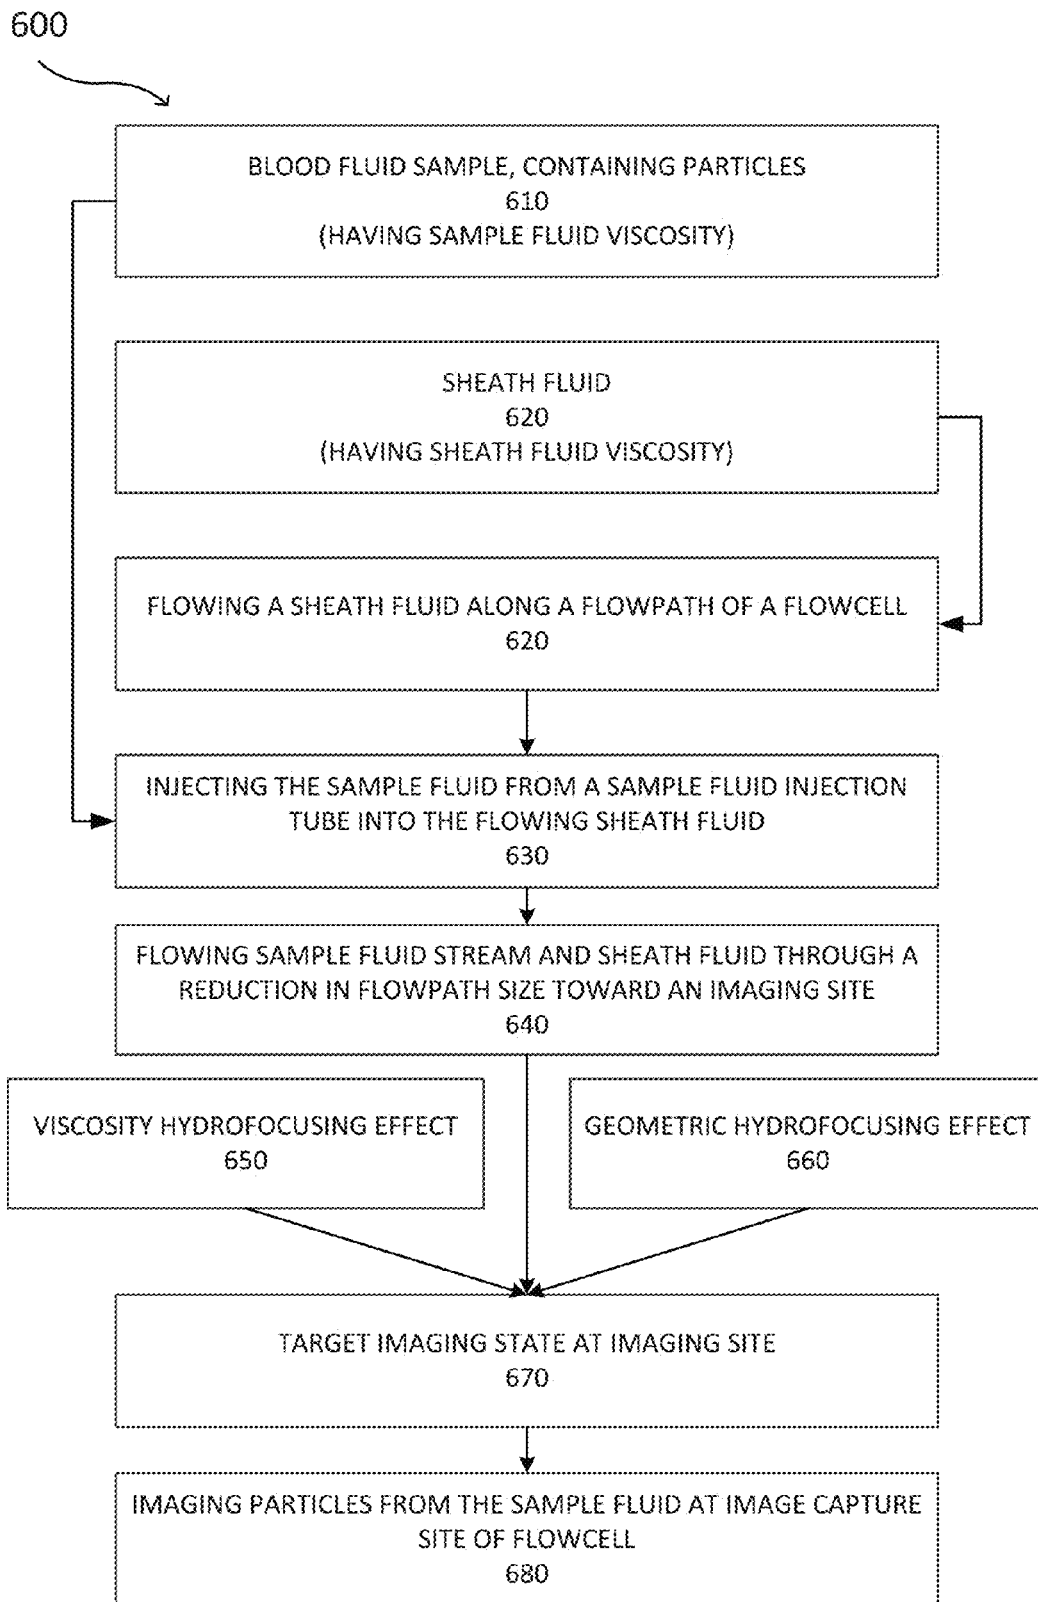 600
BLOOD FLUID SAMPLE, CONTAINING PARTICLES
610
(HAVING SAMPLE FLUID VISCOSITY)
SHEATH FLUID
620
(HAVING SHEATH FLUID VISCOSITY)
FLOWING A SHEATH FLUID ALONG A FLOWPATH OF A FLOWCELL
620
INJECTING THE SAMPLE FLUID FROM A SAMPLE FLUID INJECTION
TUBE INTO THE FLOWING SHEATH FLUID
630
FLOWING SAMPLE FLUID STREAM AND SHEATH FLUID THROUGH A
REDUCTION IN FLOWPATH SIZE TOWARD AN IMAGING SITE
640
VISCOSITY HYDROFOCUSING EFFECT
650
GEOMETRIC HYDROFOCUSING EFFECT
660
TARGET IMAGING STATE AT IMAGING SITE
670
IMAGING PARTICLES FROM THE SAMPLE FLUID AT IMAGE CAPTURE
SITE OF FLOWCELL
680